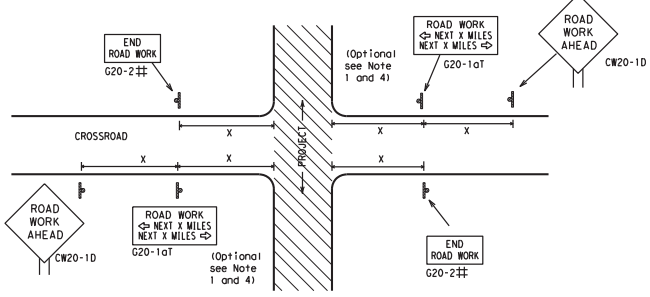 ROAD
WORK
AHEAD
CW20-1D
ROAD WORK
⇦ NEXT X MILES
NEXT X MILES ⇨
G20-1aT
(Optional
see Note
1 and 4)
END
ROAD WORK
G20-2##
X
X
X
CROSSROAD
PROJECT
X
X
X
ROAD
WORK
AHEAD
CW20-1D
ROAD WORK
⇦ NEXT X MILES
NEXT X MILES ⇨
G20-1aT
(Optional
see Note
1 and 4)
END
ROAD WORK
G20-2##